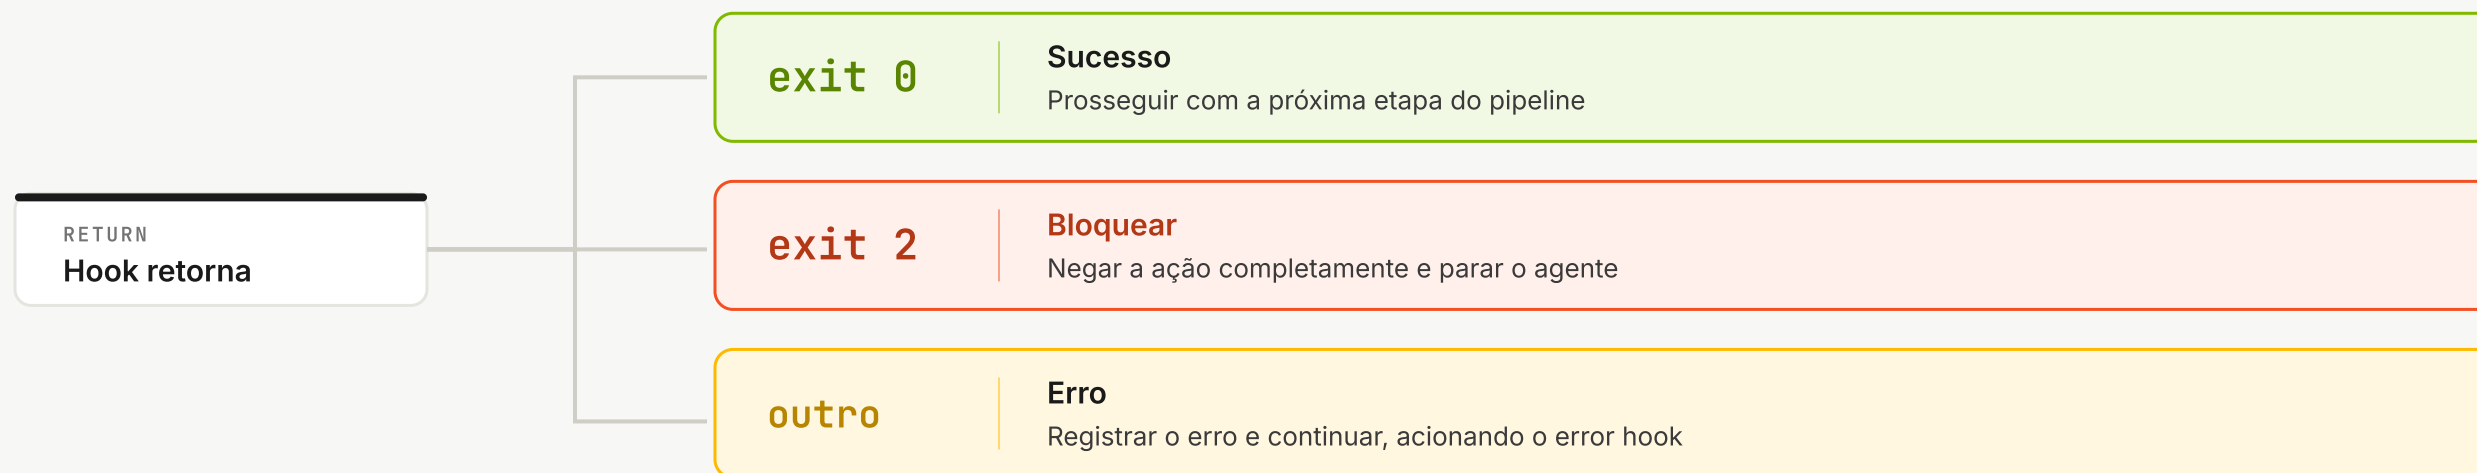 RETURN
Hook retorna
exit 0
Sucesso
Prosseguir com a próxima etapa do pipeline
exit 2
Bloquear
Negar a ação completamente e parar o agente
outro
Erro
Registrar o erro e continuar, acionando o error hook